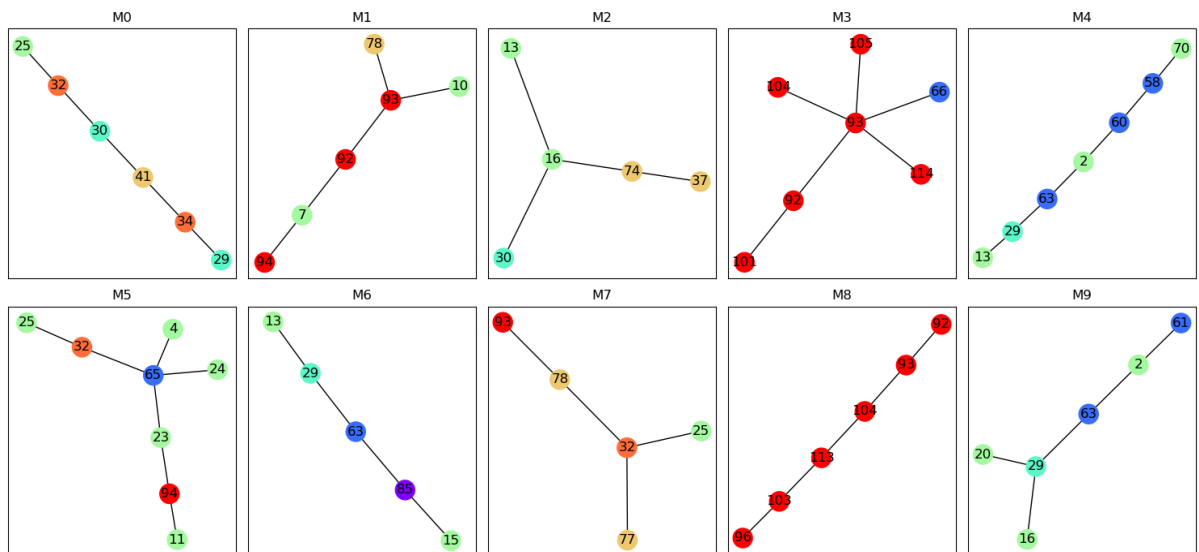 M0 M1 M2 M3 M4
25 32 30 41 34 29
78 93 10 92 7 94
13 16 74 37 30
105 104 66 93 114 92 101
70 58 60 2 63 29 13
M5 M6 M7 M8 M9
25 4 32 65 24 23 94 11
13 29 63 85 15
93 78 32 25 77
92 93 104 113 103 96
61 2 63 20 29 16